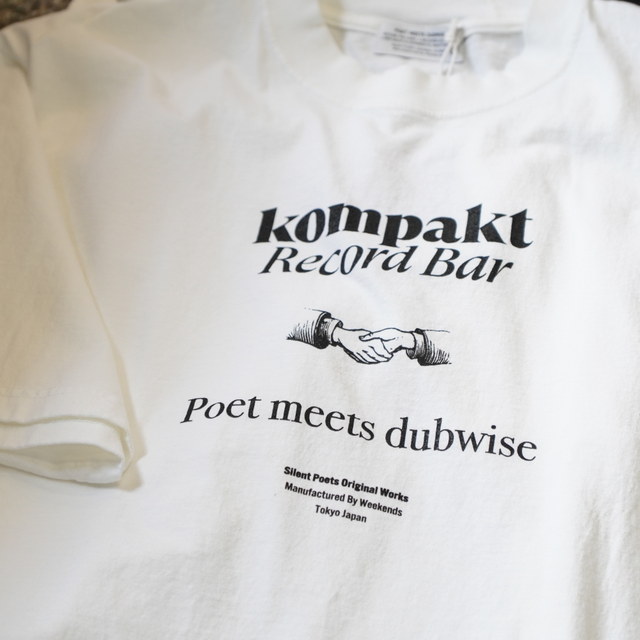 kompakt
Record Bar
Poet meets dubwise
Silent Poets Original Works
Manufactured By Weekends
Tokyo Japan